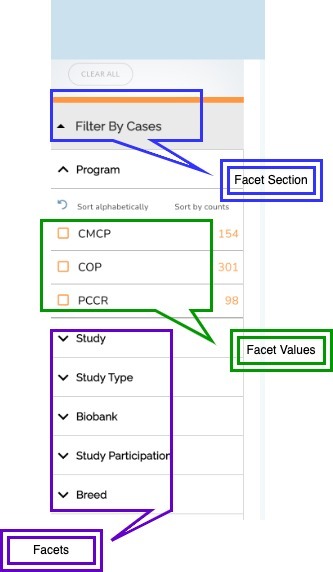 CLEAR ALL
Filter By Cases
Facet Section
Program
Sort alphabetically Sort by counts
CMCP 154
COP 301
PCCR 98
Study
Facet Values
Study Type
Biobank
Study Participation
Breed
Facets